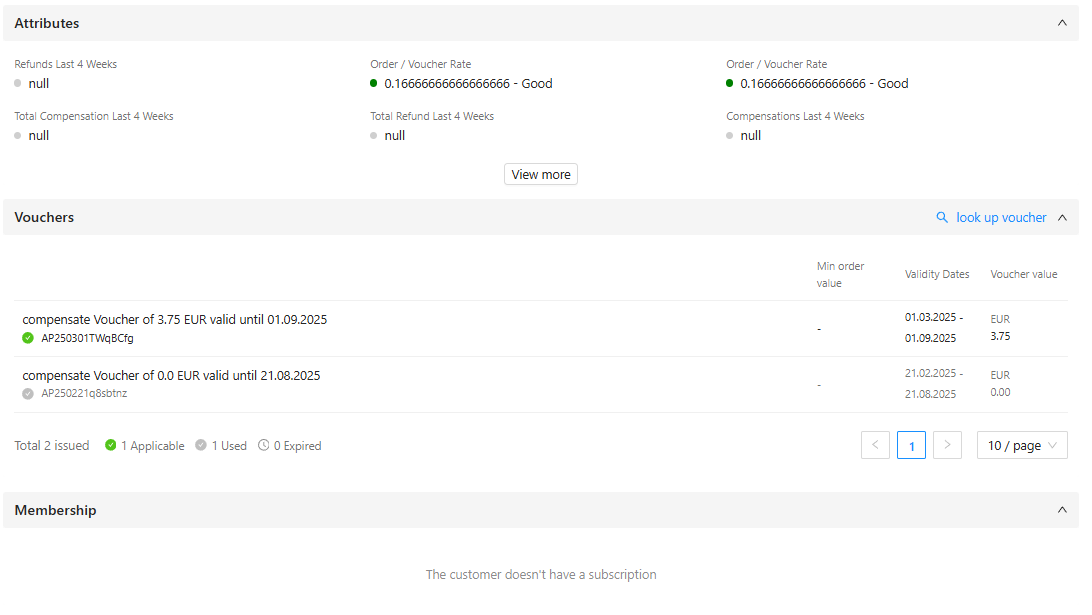 Attributes
Refunds Last 4 Weeks
null
Order / Voucher Rate
0.16666666666666666 - Good
Order / Voucher Rate
0.16666666666666666 - Good
Total Compensation Last 4 Weeks
null
Total Refund Last 4 Weeks
null
Compensations Last 4 Weeks
null
View more
Vouchers
look up voucher
Min order
value
Validity Dates
Voucher value
compensate Voucher of 3.75 EUR valid until 01.09.2025
AP250301TWqBCfg
-
01.03.2025 -
01.09.2025
EUR
3.75
compensate Voucher of 0.0 EUR valid until 21.08.2025
AP250221q8sbtnz
-
21.02.2025 -
21.08.2025
EUR
0.00
Total 2 issued
1 Applicable
1 Used
0 Expired
<
1
>
10 / page
Membership
The customer doesn't have a subscription